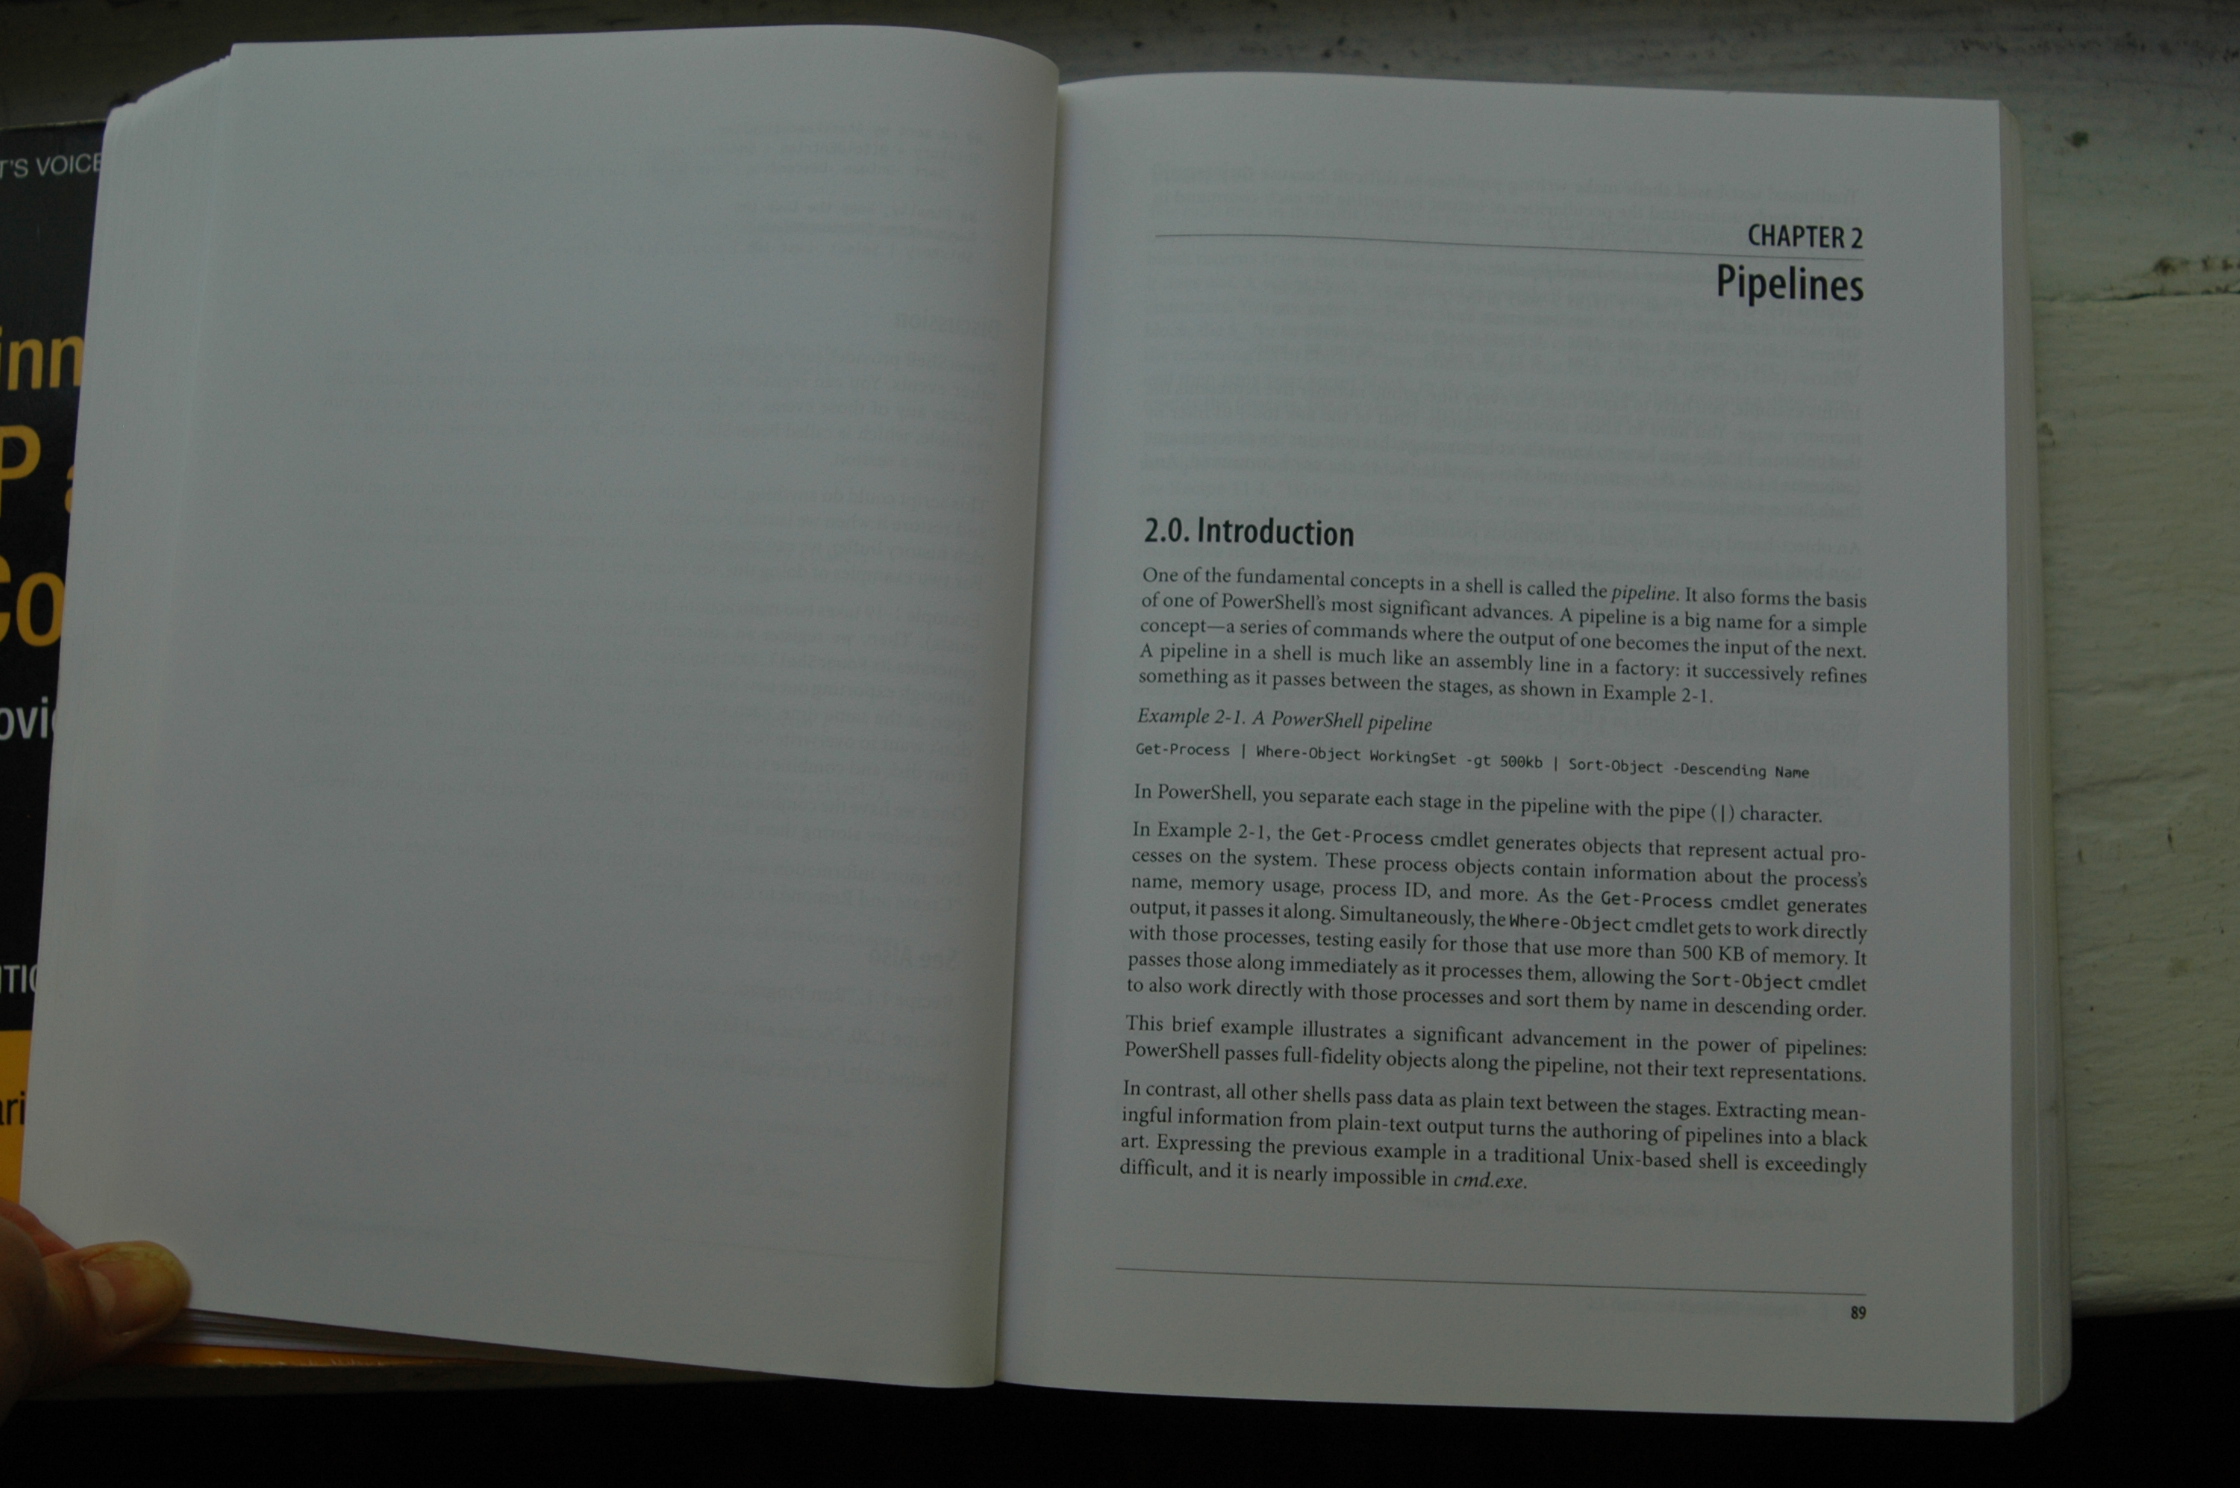 T'S VOICE
inn
P a
Co
ovi
TIO
ari
CHAPTER 2
Pipelines
2.0. Introduction
One of the fundamental concepts in a shell is called the pipeline. It also forms the basis
of one of PowerShell's most significant advances. A pipeline is a big name for a simple
concept—a series of commands where the output of one becomes the input of the next.
A pipeline in a shell is much like an assembly line in a factory: it successively refines
something as it passes between the stages, as shown in Example 2-1.
Example 2-1. A PowerShell pipeline
Get-Process | Where-Object WorkingSet -gt 500kb | Sort-Object -Descending Name
In PowerShell, you separate each stage in the pipeline with the pipe (|) character.
In Example 2-1, the Get-Process cmdlet generates objects that represent actual pro-
cesses on the system. These process objects contain information about the process's
name, memory usage, process ID, and more. As the Get-Process cmdlet generates
output, it passes it along. Simultaneously, the Where-Object cmdlet gets to work directly
with those processes, testing easily for those that use more than 500 KB of memory. It
passes those along immediately as it processes them, allowing the Sort-Object cmdlet
to also work directly with those processes and sort them by name in descending order.
This brief example illustrates a significant advancement in the power of pipelines:
PowerShell passes full-fidelity objects along the pipeline, not their text representations.
In contrast, all other shells pass data as plain text between the stages. Extracting mean-
ingful information from plain-text output turns the authoring of pipelines into a black
art. Expressing the previous example in a traditional Unix-based shell is exceedingly
difficult, and it is nearly impossible in cmd.exe.
89